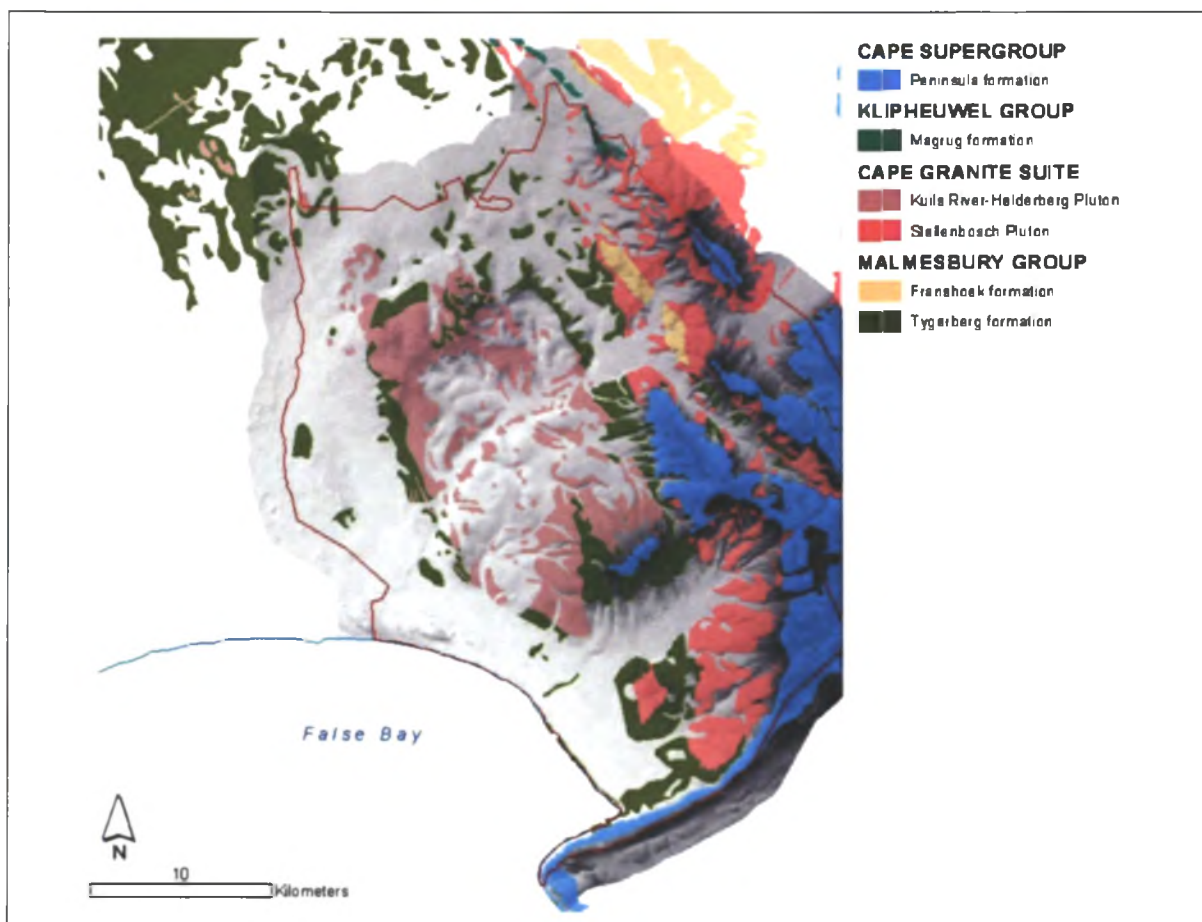 CAPE SUPERGROUP
Peninsula formation
KLIPHEUWEL GROUP
Magrug formation
CAPE GRANITE SUITE
Kuils River-Helderberg Pluton
Stellenbosch Pluton
MALMESBURY GROUP
Franshoek formation
Tygerberg formation
False Bay
N
10
Kilometers